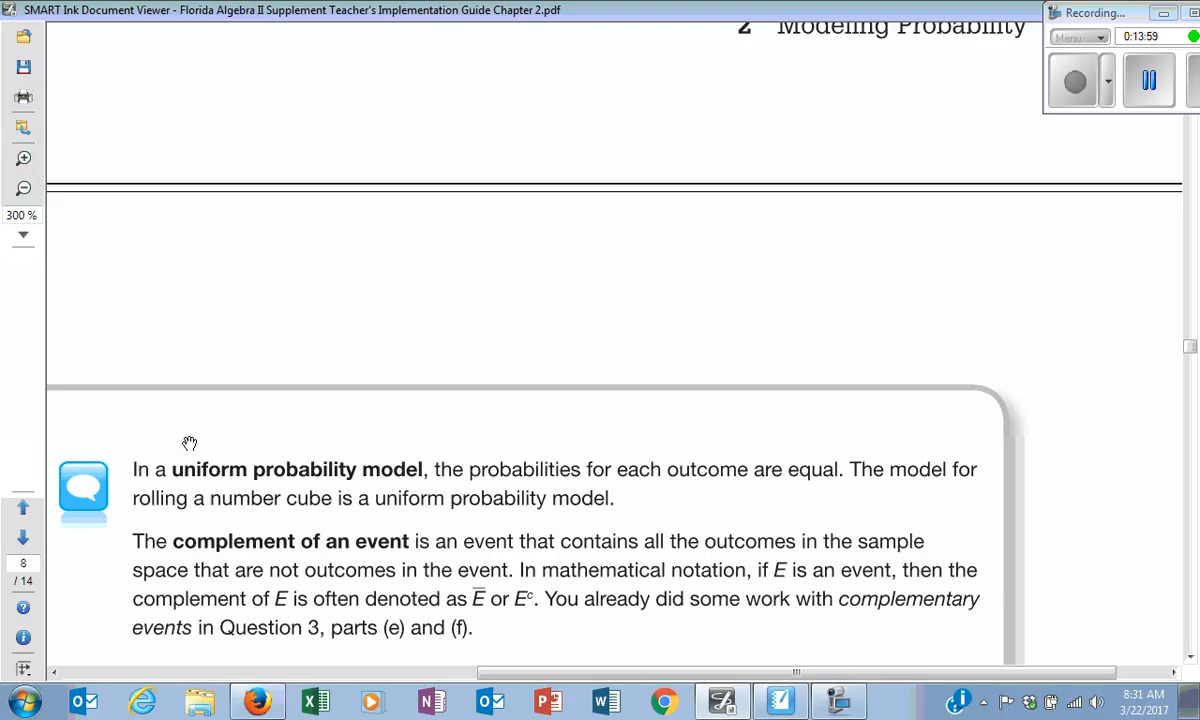 SMART Ink Document Viewer - Florida Algebra II Supplement Teacher's Implementation Guide Chapter 2.pdf
Recording...
Menu
0:13:59
2 Modeling Probability
300 %
In a uniform probability model, the probabilities for each outcome are equal. The model for
rolling a number cube is a uniform probability model.
The complement of an event is an event that contains all the outcomes in the sample
space that are not outcomes in the event. In mathematical notation, if E is an event, then the
complement of E is often denoted as E̅ or Eᶜ. You already did some work with complementary
events in Question 3, parts (e) and (f).
8
/ 14
8:31 AM
3/22/2017